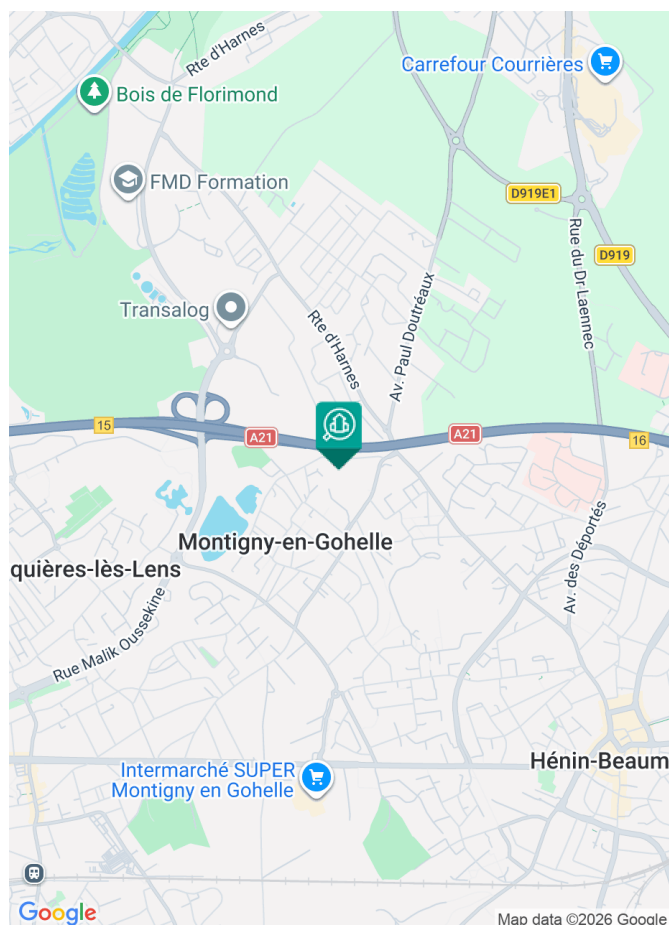 Rte d'Harnes
Carrefour Courrières
Bois de Florimond
FMD Formation
D919E1
D919
Rue du Dr Laennec
Av. Paul Doutréaux
Transalog
Rte d'Harnes
15
A21
A21
16
Montigny-en-Gohelle
quières-lès-Lens
Av. des Déportés
Rue Malik Oussekine
Hénin-Beaum
Intermarché SUPER
Montigny en Gohelle
Google
Map data ©2026 Google